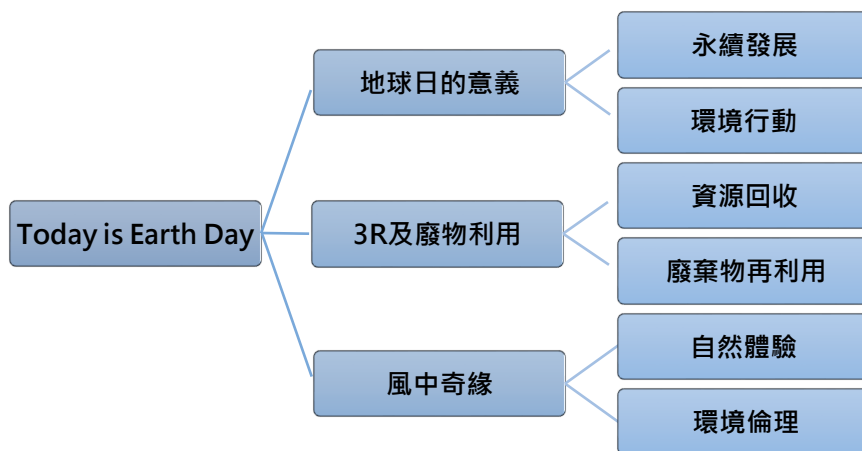 Today is Earth Day
地球日的意義
永續發展
環境行動
3R及廢物利用
資源回收
廢棄物再利用
風中奇緣
自然體驗
環境倫理